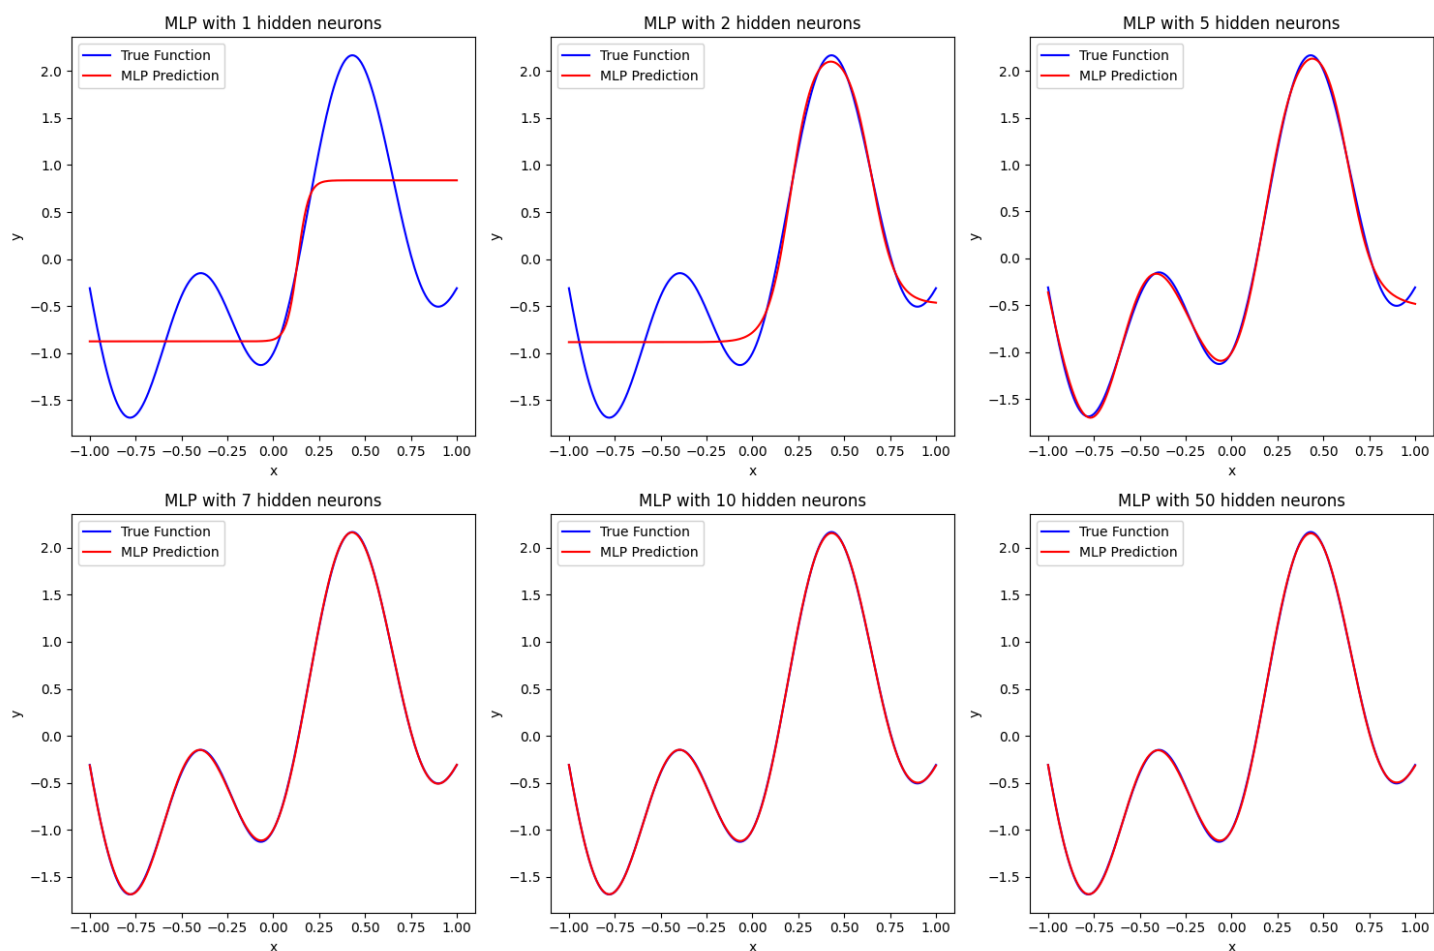 MLP with 1 hidden neurons
True Function
MLP Prediction
2.0
1.5
1.0
0.5
0.0
−0.5
−1.0
−1.5
y
−1.00 −0.75 −0.50 −0.25 0.00 0.25 0.50 0.75 1.00
x
MLP with 2 hidden neurons
True Function
MLP Prediction
2.0
1.5
1.0
0.5
0.0
−0.5
−1.0
−1.5
y
−1.00 −0.75 −0.50 −0.25 0.00 0.25 0.50 0.75 1.00
x
MLP with 5 hidden neurons
True Function
MLP Prediction
2.0
1.5
1.0
0.5
0.0
−0.5
−1.0
−1.5
y
−1.00 −0.75 −0.50 −0.25 0.00 0.25 0.50 0.75 1.00
x
MLP with 7 hidden neurons
True Function
MLP Prediction
2.0
1.5
1.0
0.5
0.0
−0.5
−1.0
−1.5
y
−1.00 −0.75 −0.50 −0.25 0.00 0.25 0.50 0.75 1.00
x
MLP with 10 hidden neurons
True Function
MLP Prediction
2.0
1.5
1.0
0.5
0.0
−0.5
−1.0
−1.5
y
−1.00 −0.75 −0.50 −0.25 0.00 0.25 0.50 0.75 1.00
x
MLP with 50 hidden neurons
True Function
MLP Prediction
2.0
1.5
1.0
0.5
0.0
−0.5
−1.0
−1.5
y
−1.00 −0.75 −0.50 −0.25 0.00 0.25 0.50 0.75 1.00
x